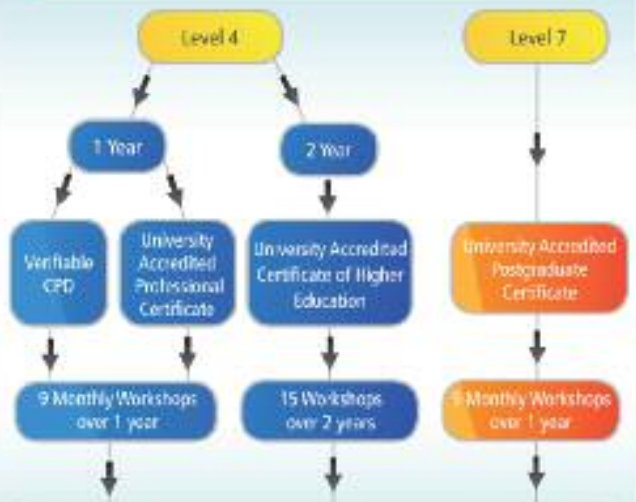 Level 4
Level 7
1 Year
2 Year
Verifiable
CPD
University
Accredited
Professional
Certificate
University Accredited
Certificate of Higher
Education
University Accredited
Postgraduate
Certificate
9 Monthly Workshops
over 1 year
15 Workshops
over 2 years
Monthly Workshops
over 1 year